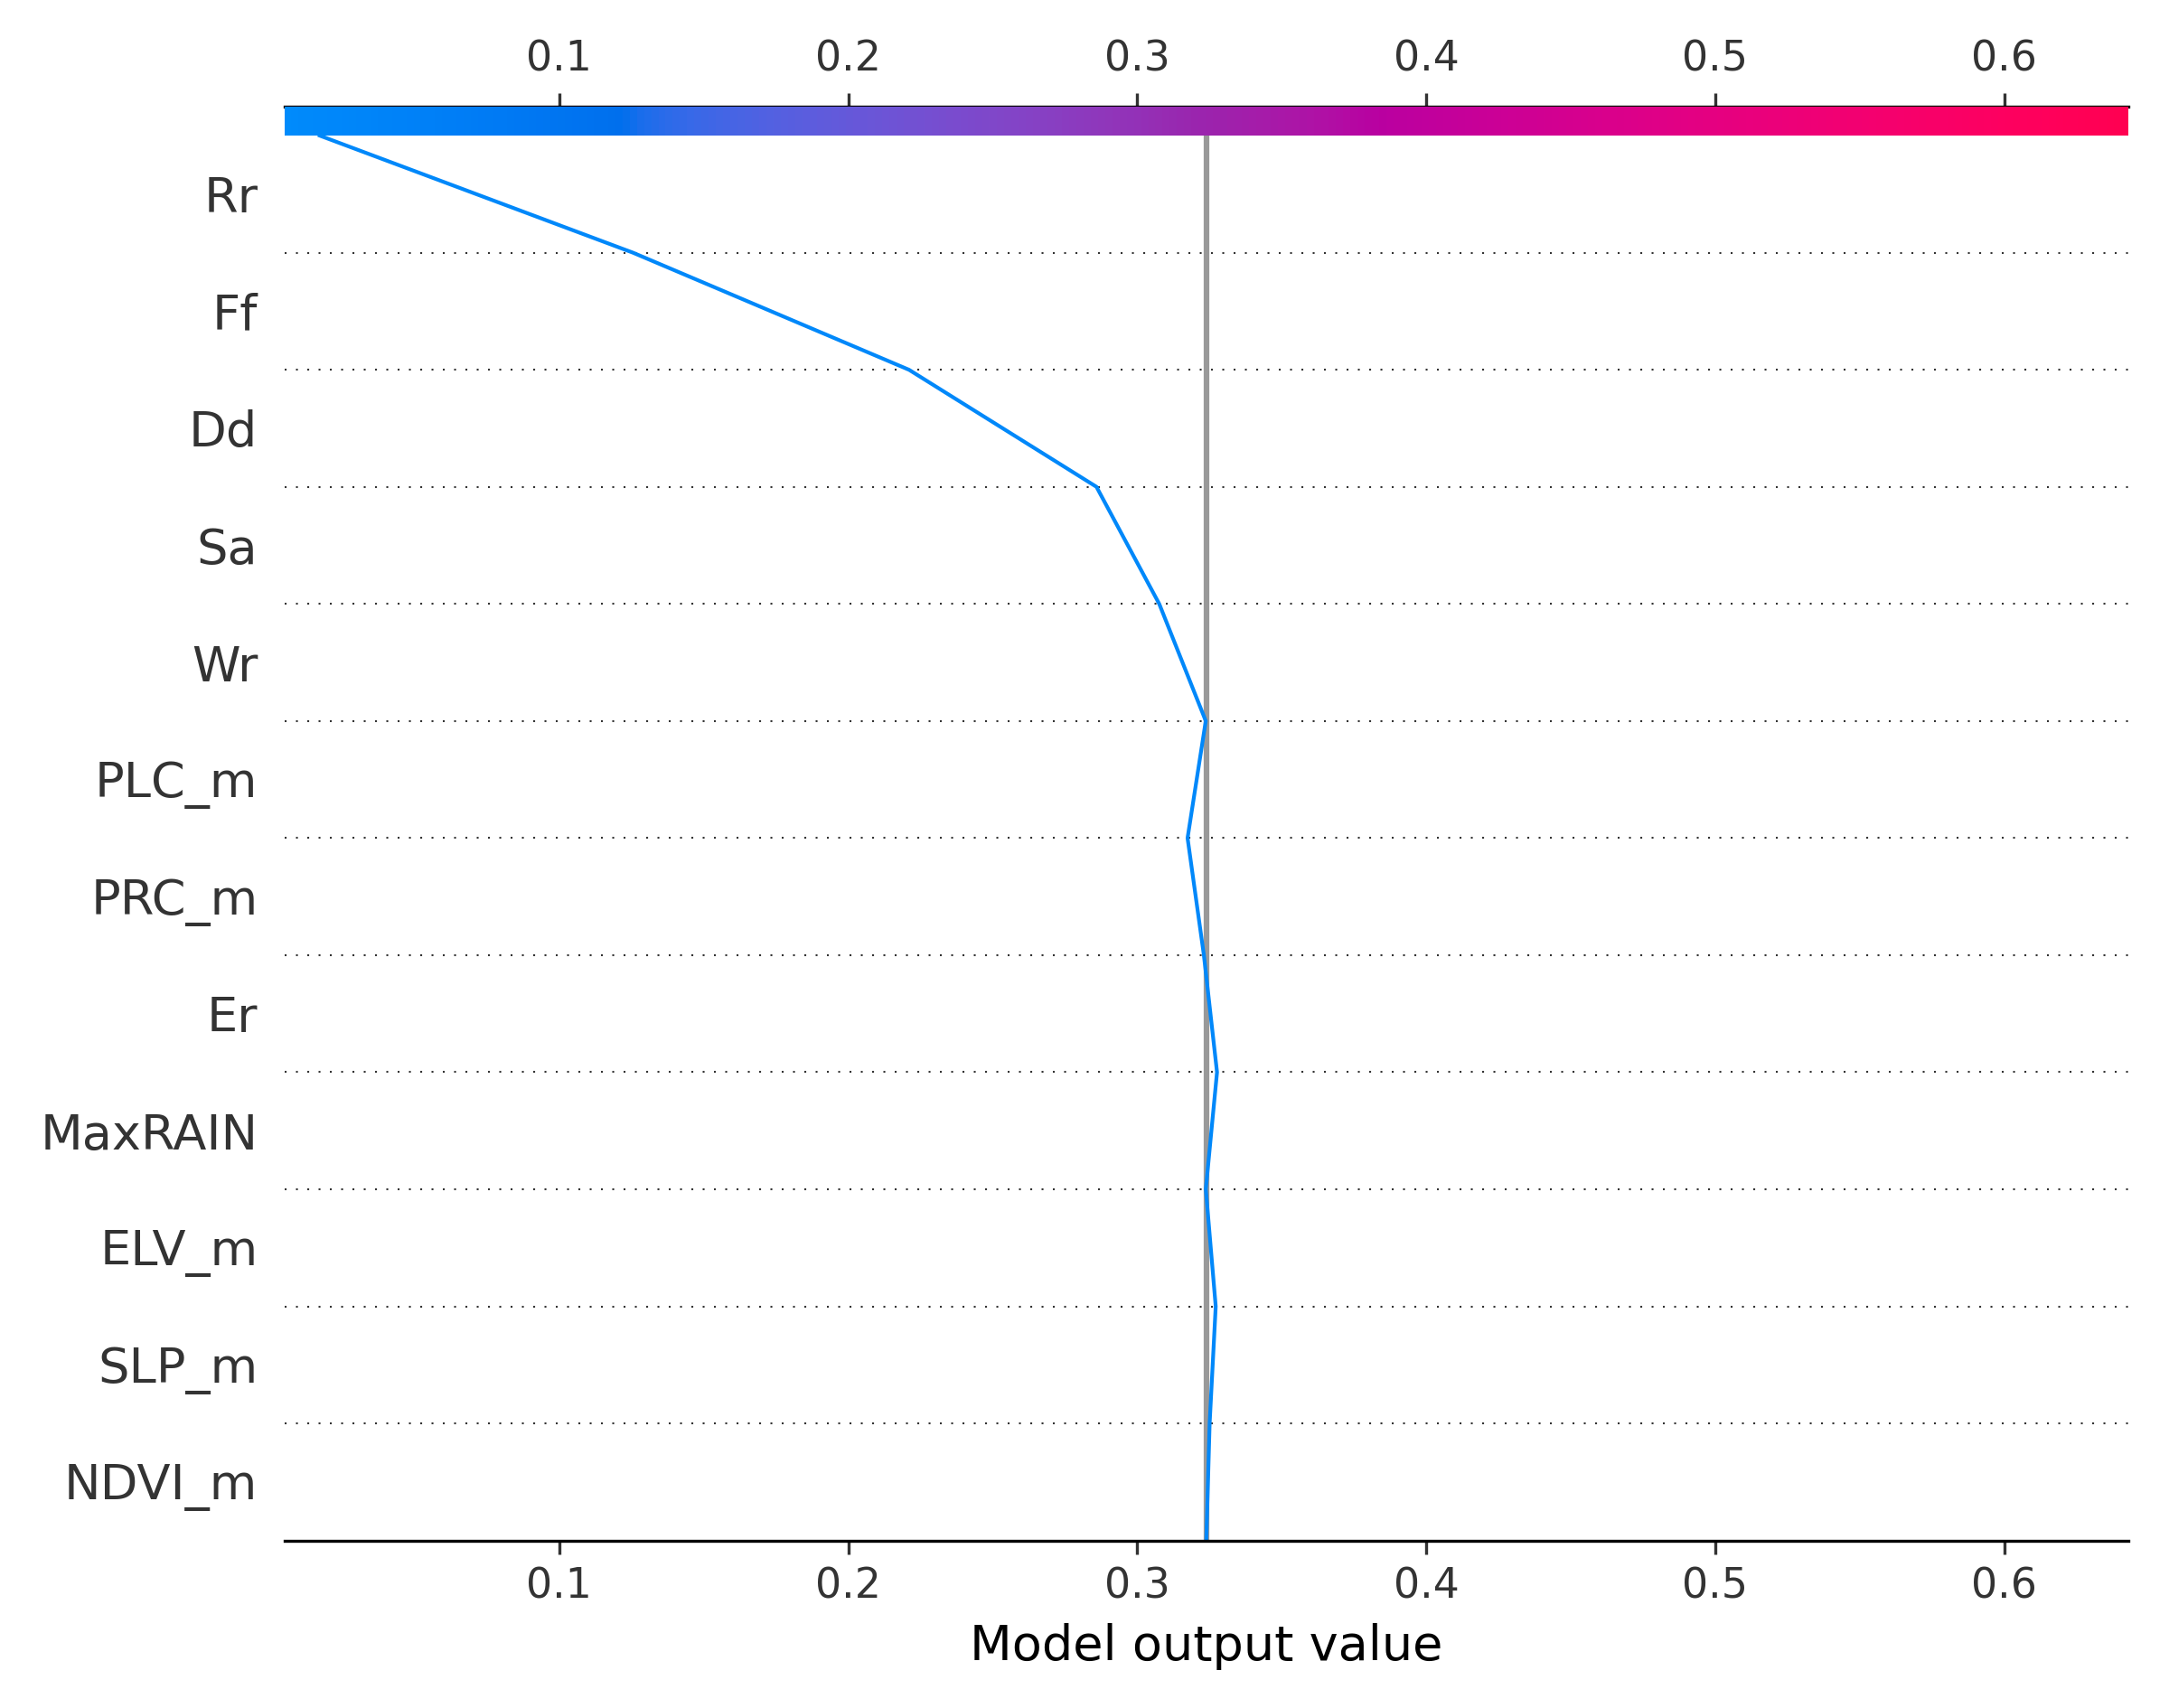 0.1 0.2 0.3 0.4 0.5 0.6
Rr
Ff
Dd
Sa
Wr
PLC_m
PRC_m
Er
MaxRAIN
ELV_m
SLP_m
NDVI_m
0.1 0.2 0.3 0.4 0.5 0.6
Model output value